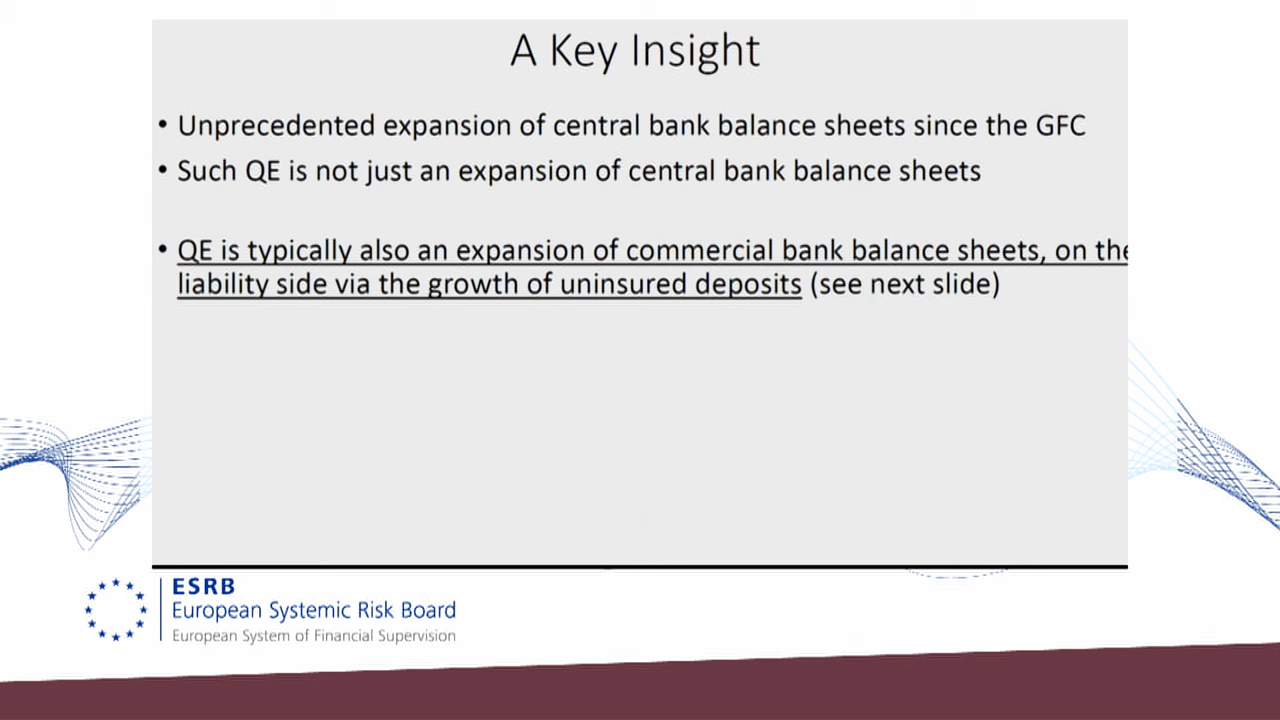 A Key Insight
• Unprecedented expansion of central bank balance sheets since the GFC
• Such QE is not just an expansion of central bank balance sheets
• QE is typically also an expansion of commercial bank balance sheets, on the
liability side via the growth of uninsured deposits (see next slide)
ESRB
European Systemic Risk Board
European System of Financial Supervision